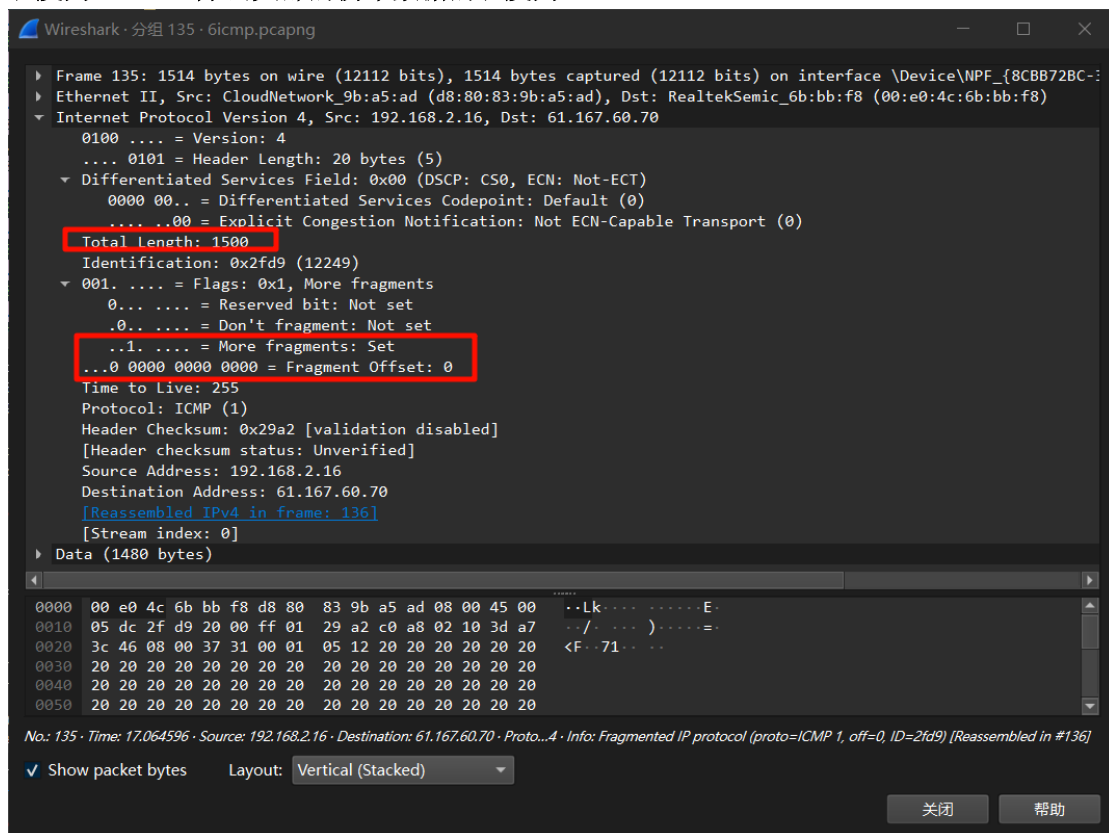 Wireshark · 分组 135 · 6icmp.pcapng
Frame 135: 1514 bytes on wire (12112 bits), 1514 bytes captured (12112 bits) on interface \Device\NPF_{8CBB72BC-3
Ethernet II, Src: CloudNetwork_9b:a5:ad (d8:80:83:9b:a5:ad), Dst: RealtekSemic_6b:bb:f8 (00:e0:4c:6b:bb:f8)
Internet Protocol Version 4, Src: 192.168.2.16, Dst: 61.167.60.70
0100 .... = Version: 4
.... 0101 = Header Length: 20 bytes (5)
Differentiated Services Field: 0x00 (DSCP: CS0, ECN: Not-ECT)
0000 00.. = Differentiated Services Codepoint: Default (0)
.... ..00 = Explicit Congestion Notification: Not ECN-Capable Transport (0)
Total Length: 1500
Identification: 0x2fd9 (12249)
001. .... = Flags: 0x1, More fragments
0... .... = Reserved bit: Not set
.0.. .... = Don't fragment: Not set
..1. .... = More fragments: Set
...0 0000 0000 0000 = Fragment Offset: 0
Time to Live: 255
Protocol: ICMP (1)
Header Checksum: 0x29a2 [validation disabled]
[Header checksum status: Unverified]
Source Address: 192.168.2.16
Destination Address: 61.167.60.70
[Reassembled IPv4 in frame: 136]
[Stream index: 0]
Data (1480 bytes)
0000 00 e0 4c 6b bb f8 d8 80 83 9b a5 ad 08 00 45 00 ··Lk···· ······E·
0010 05 dc 2f d9 20 00 ff 01 29 a2 c0 a8 02 10 3d a7 ··/· ··· )·····=·
0020 3c 46 08 00 37 31 00 01 05 12 20 20 20 20 20 20 <F··71·· ··
0030 20 20 20 20 20 20 20 20 20 20 20 20 20 20 20 20
0040 20 20 20 20 20 20 20 20 20 20 20 20 20 20 20 20
0050 20 20 20 20 20 20 20 20 20 20 20 20 20 20 20 20
No.: 135 · Time: 17.064596 · Source: 192.168.2.16 · Destination: 61.167.60.70 · Proto...4 · Info: Fragmented IP protocol (proto=ICMP 1, off=0, ID=2fd9) [Reassembled in #136]
Show packet bytes Layout: Vertical (Stacked)
关闭 帮助